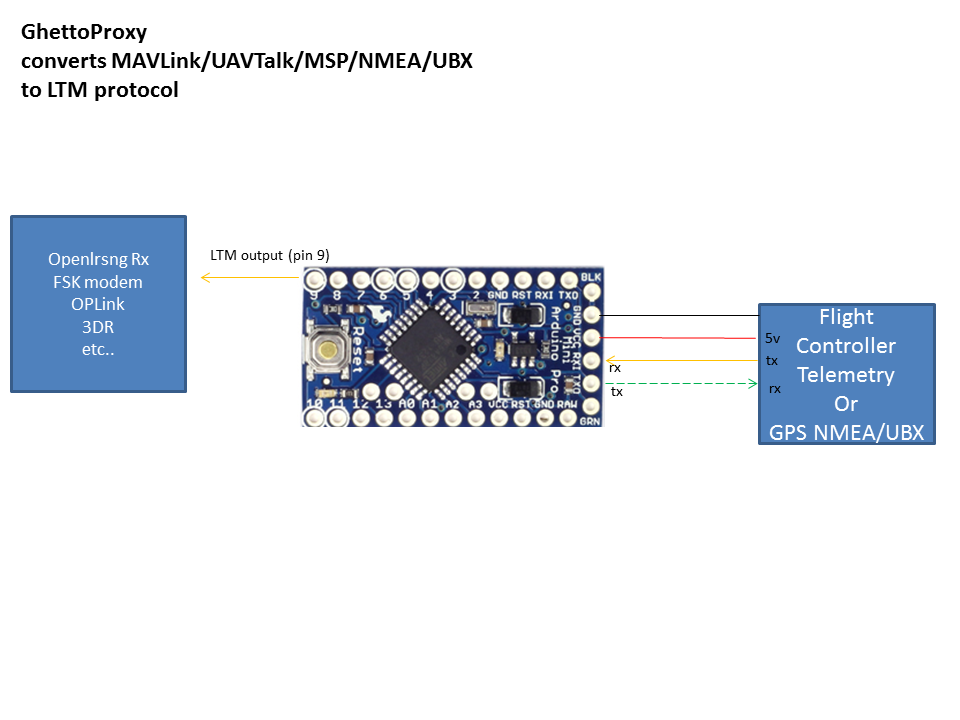 GhettoProxy
converts MAVLink/UAVTalk/MSP/NMEA/UBX
to LTM protocol
LTM output (pin 9)
Openlrsng Rx
FSK modem
OPLink
3DR
etc..
BLK
9 8 7 6 5 4 3 2 GND RST RXI TXO
GND
VCC
RXI
TXO
GRN
Reset
Arduino Pro
Mini
10 11 12 13 A0 A1 A2 A3 VCC RST GND RAW
rx
tx
5v
tx
rx
Flight
Controller
Telemetry
Or
GPS NMEA/UBX